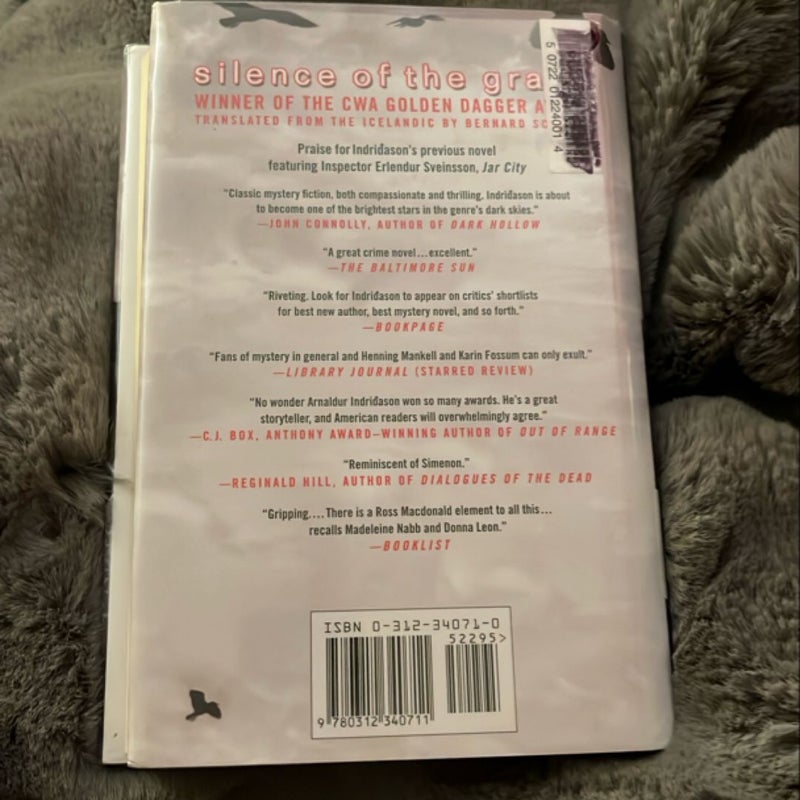 silence of the gra
WINNER OF THE CWA GOLDEN DAGGER A
TRANSLATED FROM THE ICELANDIC BY BERNARD SC
5 0722 01224001 4
Praise for Indriðason's previous novel
featuring Inspector Erlendur Sveinsson, Jar City
"Classic mystery fiction, both compassionate and thrilling. Indriðason is about
to become one of the brightest stars in the genre's dark skies."
—JOHN CONNOLLY, AUTHOR OF DARK HOLLOW
"A great crime novel...excellent."
—THE BALTIMORE SUN
"Riveting. Look for Indriðason to appear on critics' shortlists
for best new author, best mystery novel, and so forth."
—BOOKPAGE
"Fans of mystery in general and Henning Mankell and Karin Fossum can only exult."
—LIBRARY JOURNAL (STARRED REVIEW)
"No wonder Arnaldur Indriðason won so many awards. He's a great
storyteller, and American readers will overwhelmingly agree."
—C.J. BOX, ANTHONY AWARD–WINNING AUTHOR OF OUT OF RANGE
"Reminiscent of Simenon."
—REGINALD HILL, AUTHOR OF DIALOGUES OF THE DEAD
"Gripping....There is a Ross Macdonald element to all this...
recalls Madeleine Nabb and Donna Leon."
—BOOKLIST
ISBN 0-312-34071-0
52295>
9 780312 340711